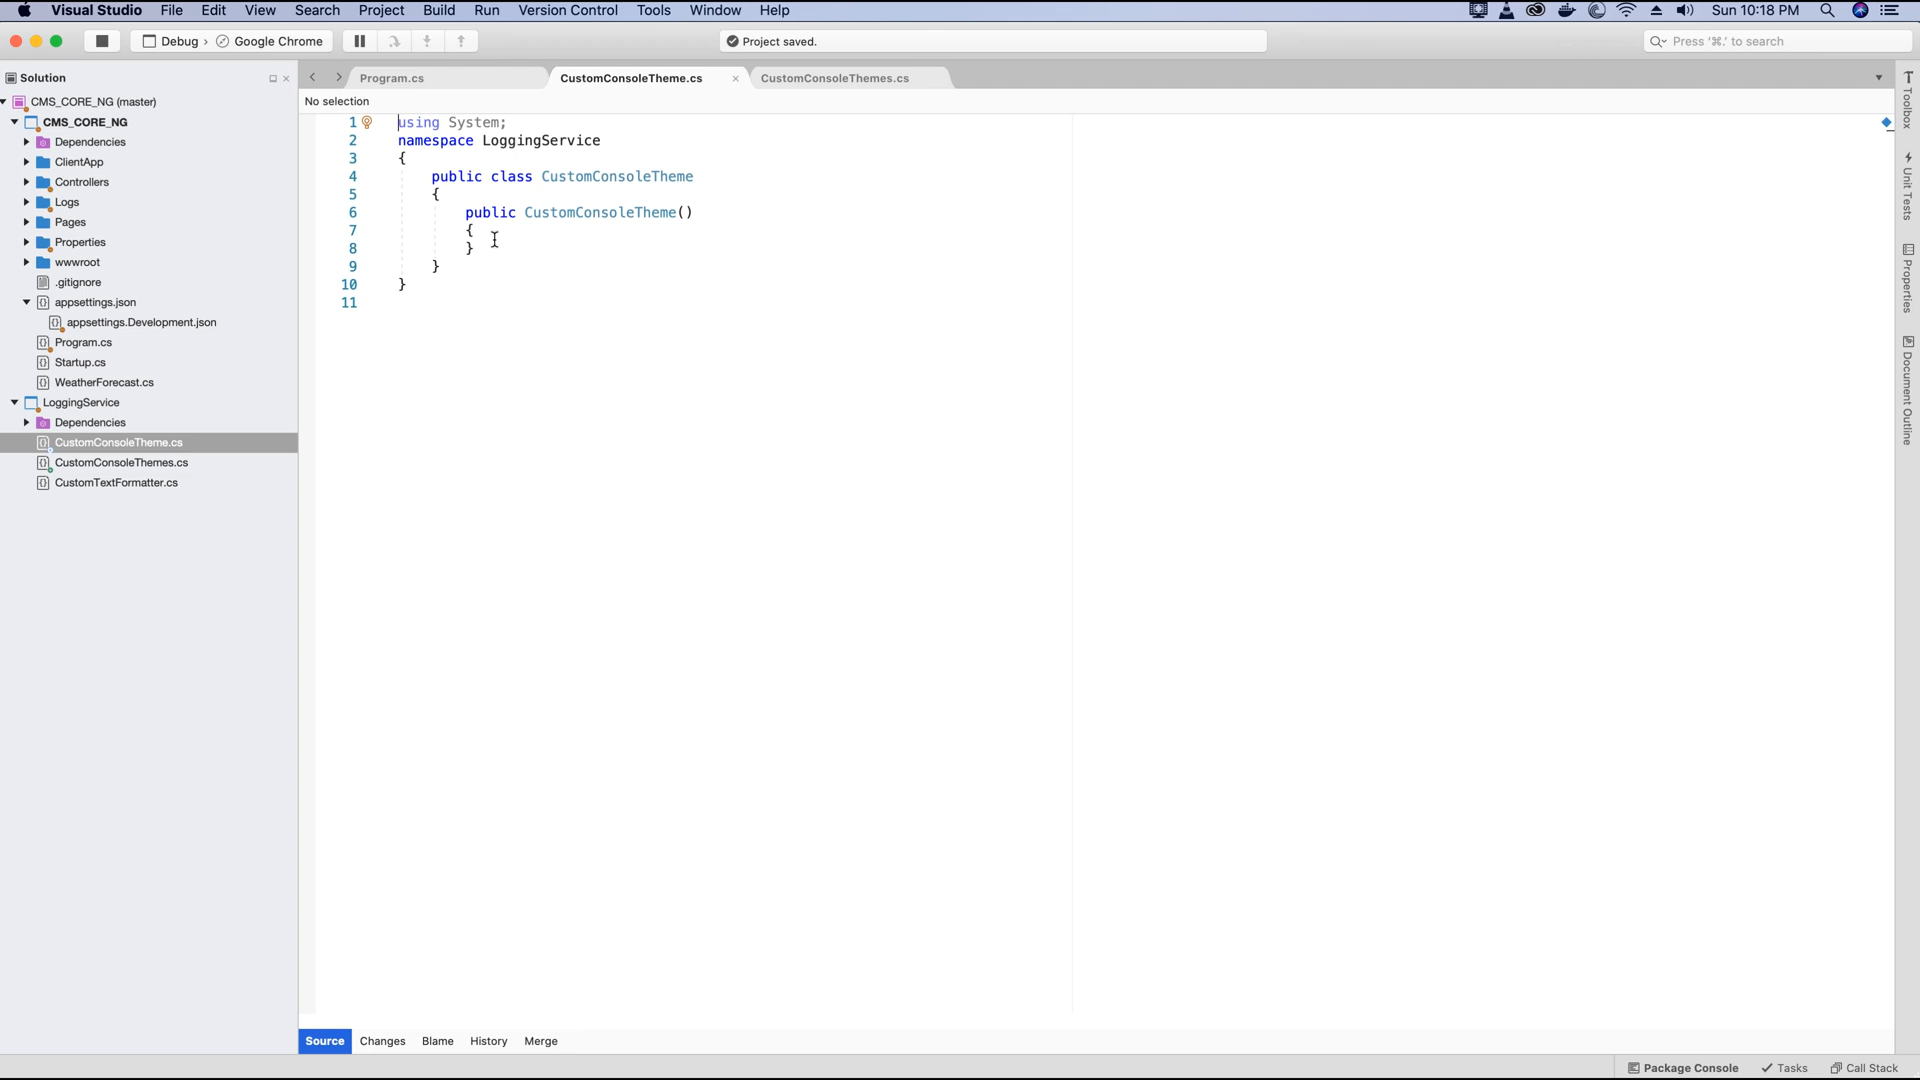 Visual Studio File Edit View Search Project Build Run Version Control Tools Window Help Sun 10:18 PM
Debug › Google Chrome Project saved. Press '⌘.' to search
Solution
CMS_CORE_NG (master)
CMS_CORE_NG
Dependencies
ClientApp
Controllers
Logs
Pages
Properties
wwwroot
.gitignore
appsettings.json
appsettings.Development.json
Program.cs
Startup.cs
WeatherForecast.cs
LoggingService
Dependencies
CustomConsoleTheme.cs
CustomConsoleThemes.cs
CustomTextFormatter.cs
Program.cs CustomConsoleTheme.cs × CustomConsoleThemes.cs
No selection
1 using System;
2 namespace LoggingService
3 {
4 public class CustomConsoleTheme
5 {
6 public CustomConsoleTheme()
7 {
8 }
9 }
10 }
11
Toolbox
Unit Tests
Properties
Document Outline
Source Changes Blame History Merge
Package Console Tasks Call Stack